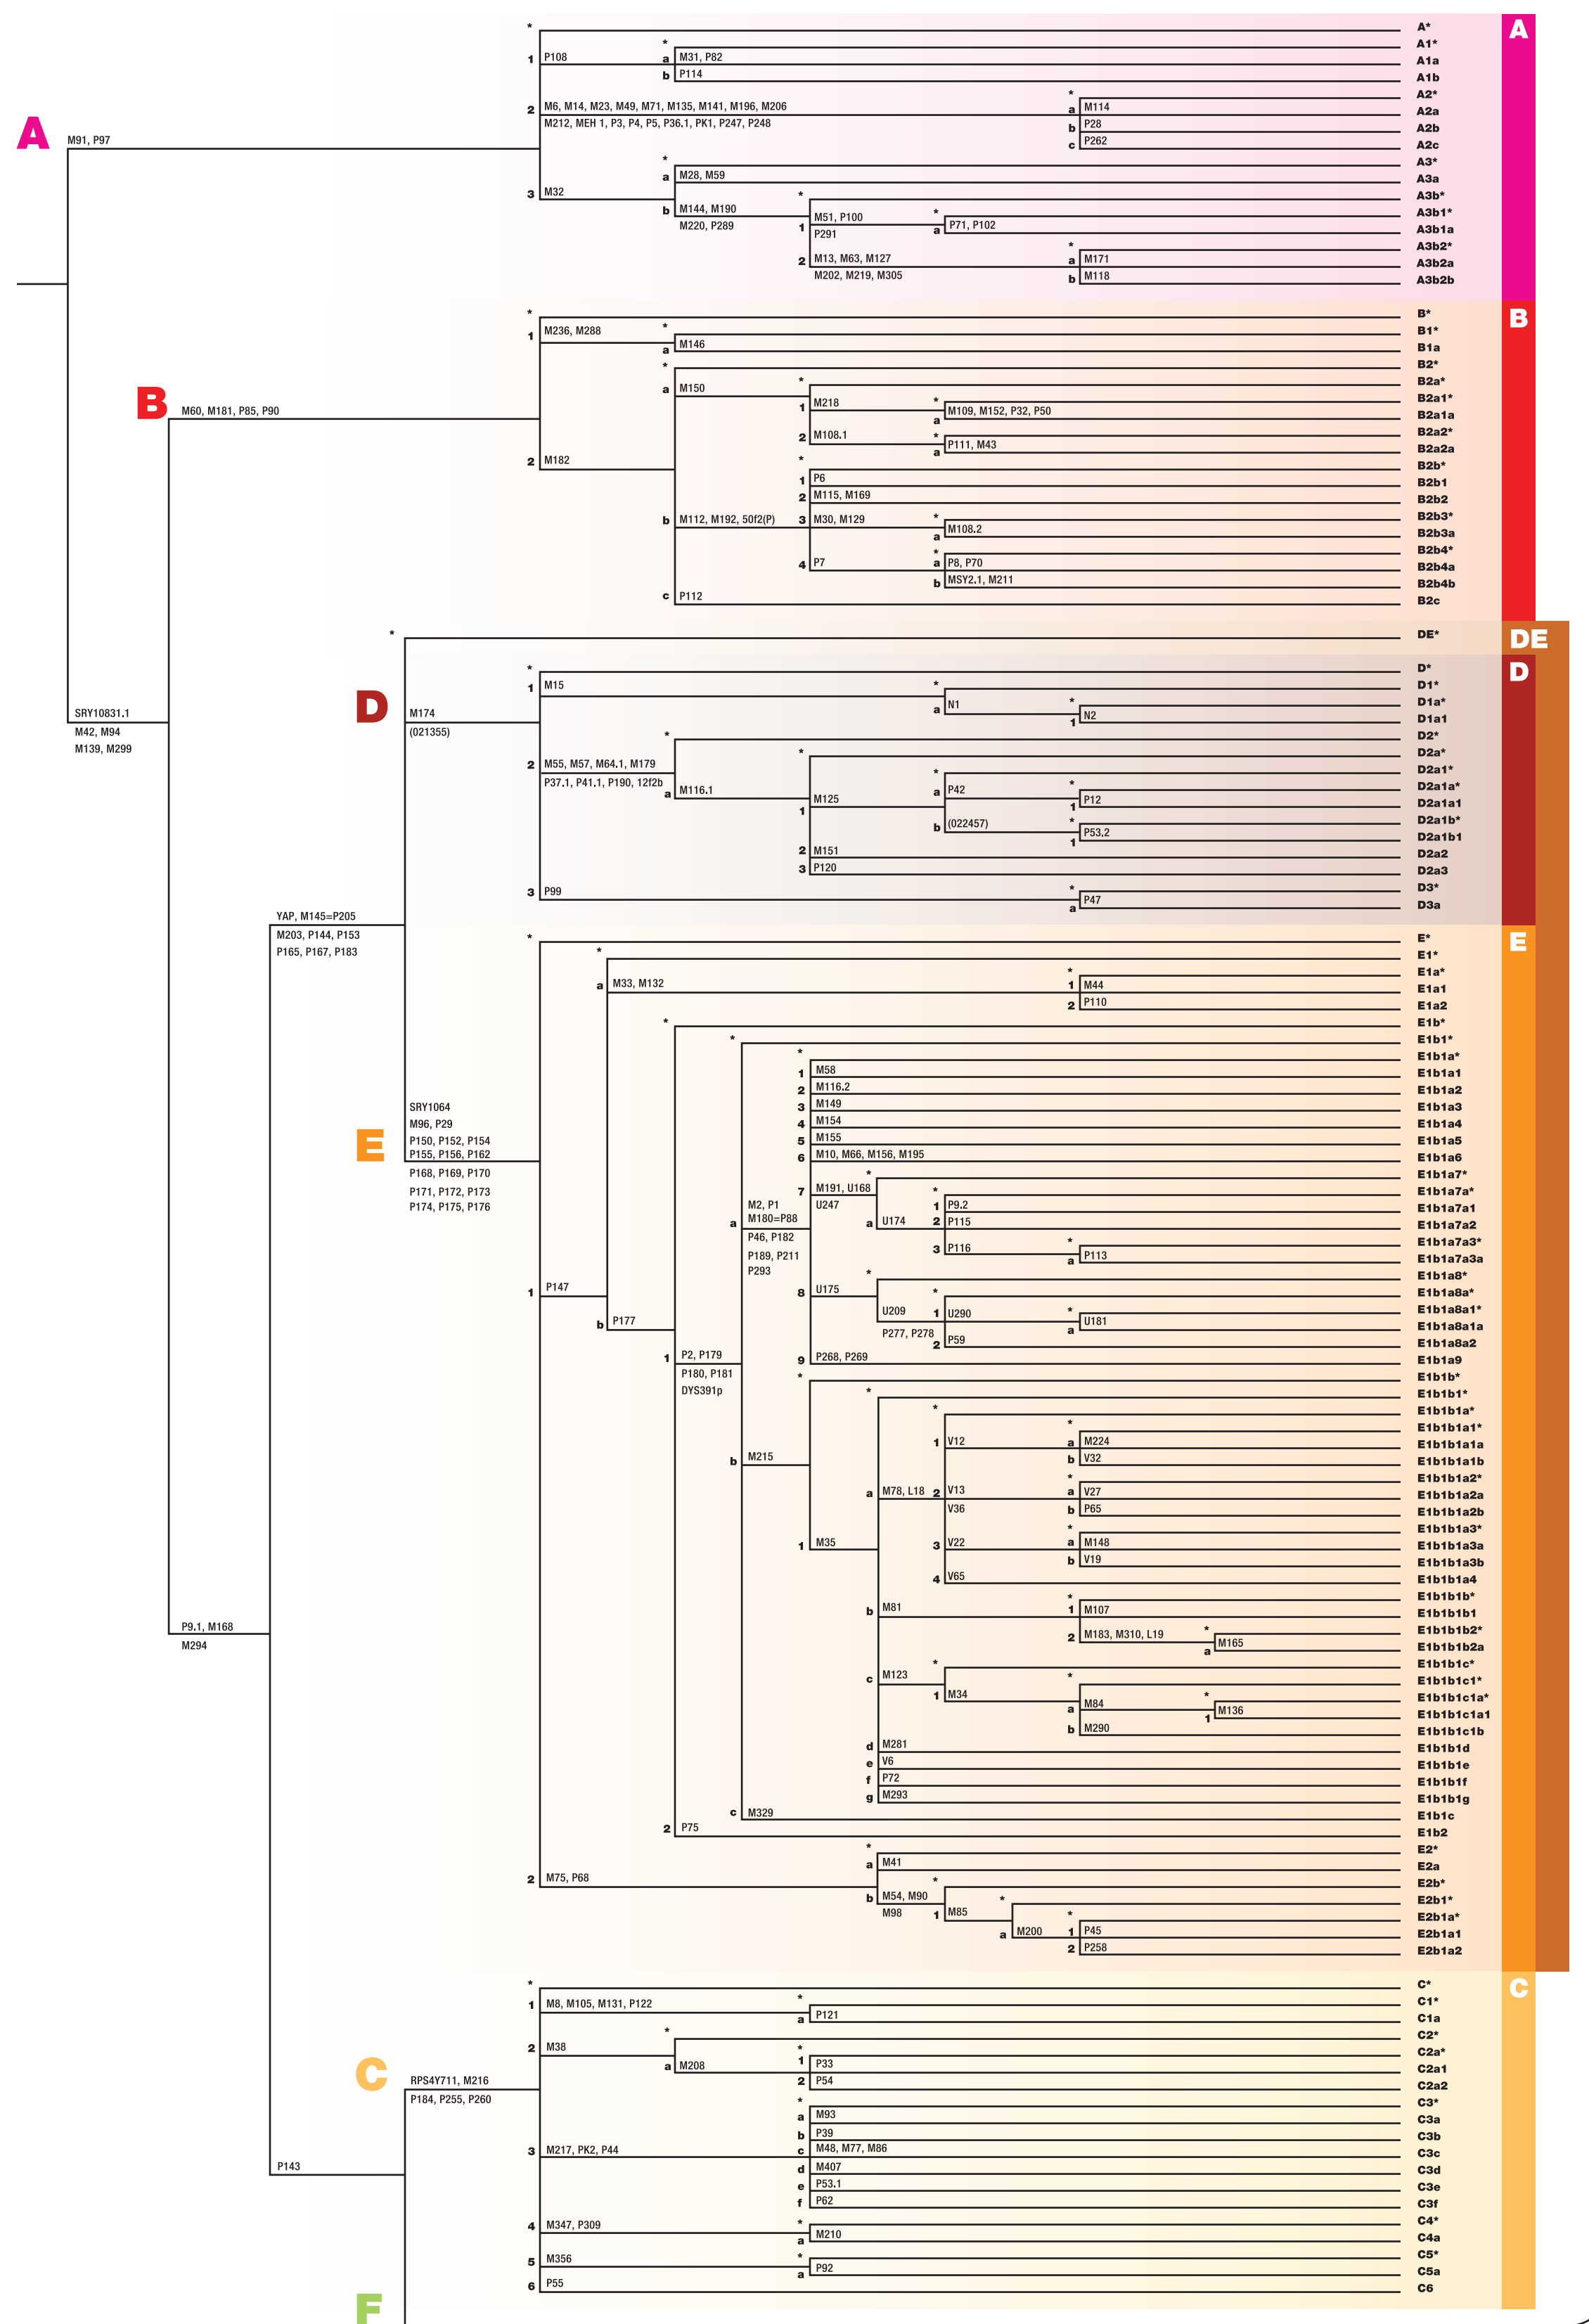 A
M91, P97
* A*
1 P108
* A1*
a M31, P82 A1a
b P114 A1b
2 M6, M14, M23, M49, M71, M135, M141, M196, M206
M212, MEH 1, P3, P4, P5, P36.1, PK1, P247, P248
* A2*
a M114 A2a
b P28 A2b
c P262 A2c
3 M32
* A3*
a M28, M59 A3a
b M144, M190
M220, P289
* A3b*
1 M51, P100
P291
* A3b1*
a P71, P102 A3b1a
2 M13, M63, M127
M202, M219, M305
* A3b2*
a M171 A3b2a
b M118 A3b2b
A
SRY10831.1
M42, M94
M139, M299
B
M60, M181, P85, P90
* B*
1 M236, M288
* B1*
a M146 B1a
2 M182
* B2*
a M150
* B2a*
1 M218
* B2a1*
a M109, M152, P32, P50 B2a1a
2 M108.1
* B2a2*
a P111, M43 B2a2a
b M112, M192, 50f2(P)
* B2b*
1 P6 B2b1
2 M115, M169 B2b2
3 M30, M129
* B2b3*
a M108.2 B2b3a
4 P7
* B2b4*
a P8, P70 B2b4a
b MSY2.1, M211 B2b4b
c P112 B2c
B
P9.1, M168
M294
YAP, M145=P205
M203, P144, P153
P165, P167, P183
* DE*
DE
D
M174
(021355)
* D*
1 M15
* D1*
a N1
* D1a*
1 N2 D1a1
2 M55, M57, M64.1, M179
P37.1, P41.1, P190, 12f2b
* D2*
a M116.1
* D2a*
1 M125
* D2a1*
a P42
* D2a1a*
1 P12 D2a1a1
b (022457)
* D2a1b*
1 P53.2 D2a1b1
2 M151 D2a2
3 P120 D2a3
3 P99
* D3*
a P47 D3a
D
E
SRY1064
M96, P29
P150, P152, P154
P155, P156, P162
P168, P169, P170
P171, P172, P173
P174, P175, P176
* E*
1 P147
* E1*
a M33, M132
* E1a*
1 M44 E1a1
2 P110 E1a2
b P177
* E1b*
1 P2, P179
P180, P181
DYS391p
* E1b1*
a M2, P1
M180=P88
P46, P182
P189, P211
P293
* E1b1a*
1 M58 E1b1a1
2 M116.2 E1b1a2
3 M149 E1b1a3
4 M154 E1b1a4
5 M155 E1b1a5
6 M10, M66, M156, M195 E1b1a6
7 M191, U168
U247
* E1b1a7*
a U174
* E1b1a7a*
1 P9.2 E1b1a7a1
2 P115 E1b1a7a2
3 P116
* E1b1a7a3*
a P113 E1b1a7a3a
8 U175
* E1b1a8*
U209
P277, P278
* E1b1a8a*
1 U290
* E1b1a8a1*
a U181 E1b1a8a1a
2 P59 E1b1a8a2
9 P268, P269 E1b1a9
b M215
* E1b1b*
1 M35
* E1b1b1*
a M78, L18
* E1b1b1a*
1 V12
* E1b1b1a1*
a M224 E1b1b1a1a
b V32 E1b1b1a1b
2 V13
V36
* E1b1b1a2*
a V27 E1b1b1a2a
b P65 E1b1b1a2b
3 V22
* E1b1b1a3*
a M148 E1b1b1a3a
b V19 E1b1b1a3b
4 V65 E1b1b1a4
b M81
* E1b1b1b*
1 M107 E1b1b1b1
2 M183, M310, L19
* E1b1b1b2*
a M165 E1b1b1b2a
c M123
* E1b1b1c*
1 M34
* E1b1b1c1*
a M84
* E1b1b1c1a*
1 M136 E1b1b1c1a1
b M290 E1b1b1c1b
d M281 E1b1b1d
e V6 E1b1b1e
f P72 E1b1b1f
g M293 E1b1b1g
c M329 E1b1c
2 P75 E1b2
2 M75, P68
* E2*
a M41 E2a
b M54, M90
M98
* E2b*
1 M85
* E2b1*
a M200
* E2b1a*
1 P45 E2b1a1
2 P258 E2b1a2
E
P143
C
RPS4Y711, M216
P184, P255, P260
* C*
1 M8, M105, M131, P122
* C1*
a P121 C1a
2 M38
* C2*
a M208
* C2a*
1 P33 C2a1
2 P54 C2a2
3 M217, PK2, P44
* C3*
a M93 C3a
b P39 C3b
c M48, M77, M86 C3c
d M407 C3d
e P53.1 C3e
f P62 C3f
4 M347, P309
* C4*
a M210 C4a
5 M356
* C5*
a P92 C5a
6 P55 C6
C
F